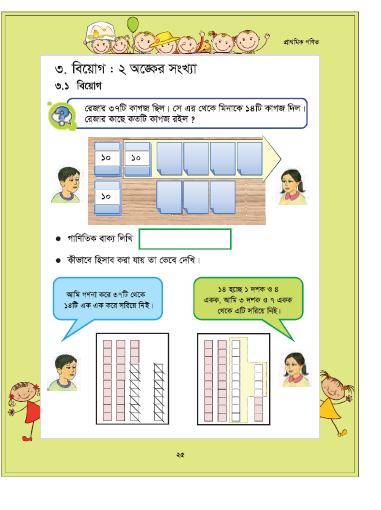 প্রাথমিক গণিত
৩. বিয়োগ : ২ অঙ্কের সংখ্যা
৩.১ বিয়োগ
রেজার ৩৭টি কাগজ ছিল। সে এর থেকে মিনাকে ১৪টি কাগজ দিল।
রেজার কাছে কতটি কাগজ রইল ?
১০ ১০
১০
● গাণিতিক বাক্য লিখি
● কীভাবে হিসাব করা যায় তা ভেবে দেখি।
আমি গণনা করে ৩৭টি থেকে
১৪টি এক এক করে সরিয়ে নিই।
১৪ হচ্ছে ১ দশক ও ৪
একক, আমি ৩ দশক ও ৭ একক
থেকে এটি সরিয়ে নিই।
২৫